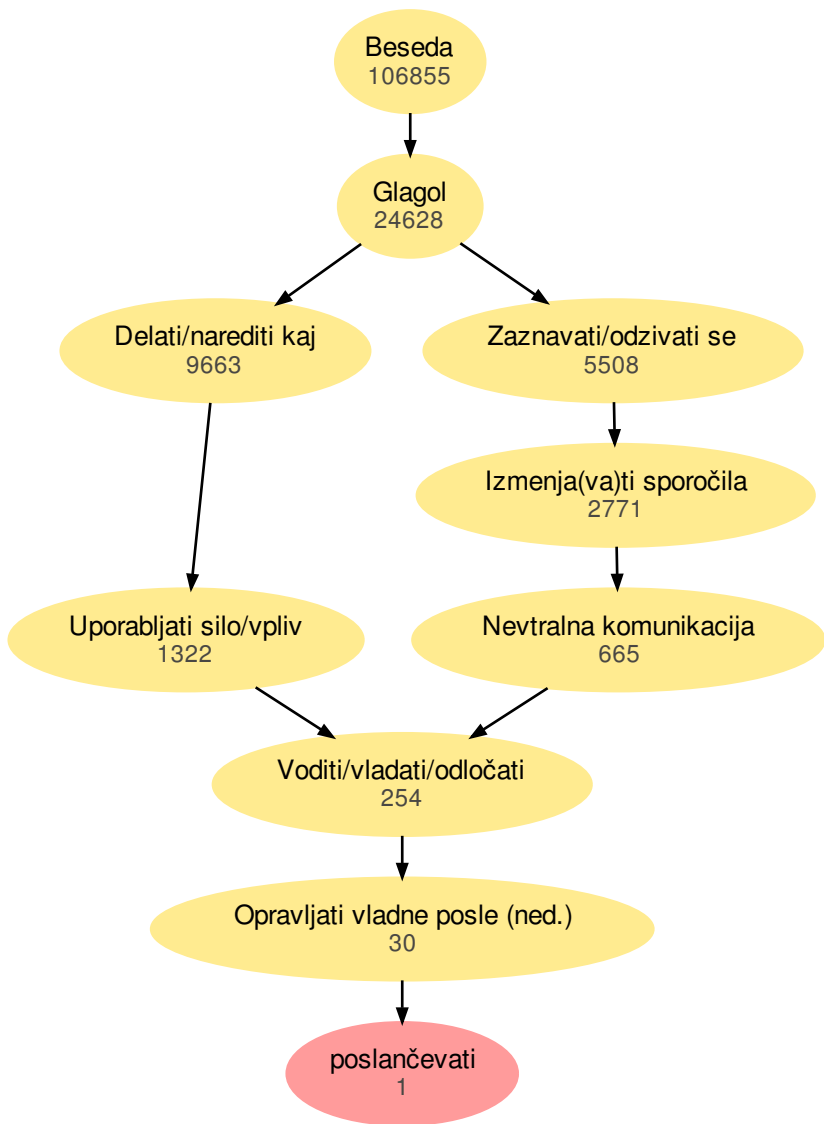 Beseda
106855
Glagol
24628
Delati/narediti kaj
9663
Zaznavati/odzivati se
5508
Izmenja(va)ti sporočila
2771
Uporabljati silo/vpliv
1322
Nevtralna komunikacija
665
Voditi/vladati/odločati
254
Opravljati vladne posle (ned.)
30
poslančevati
1